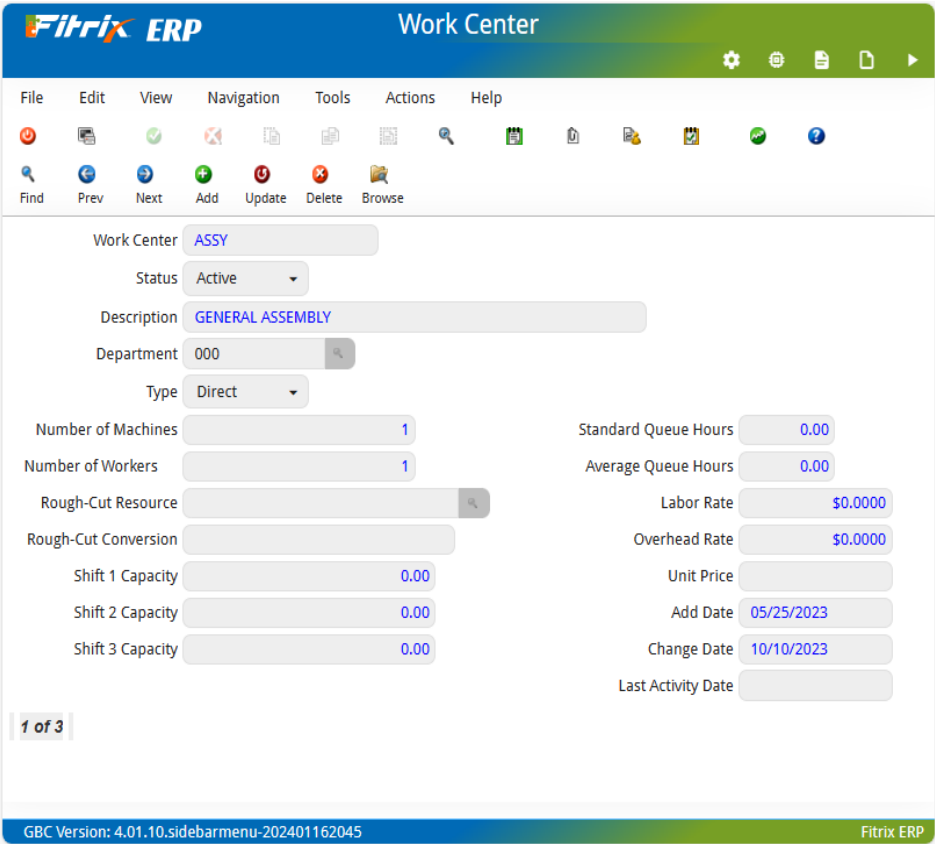 Fitrix ERP
Work Center
File Edit View Navigation Tools Actions Help
Find Prev Next Add Update Delete Browse
Work Center ASSY
Status Active
Description GENERAL ASSEMBLY
Department 000
Type Direct
Number of Machines 1 Standard Queue Hours 0.00
Number of Workers 1 Average Queue Hours 0.00
Rough-Cut Resource Labor Rate $0.0000
Rough-Cut Conversion Overhead Rate $0.0000
Shift 1 Capacity 0.00 Unit Price
Shift 2 Capacity 0.00 Add Date 05/25/2023
Shift 3 Capacity 0.00 Change Date 10/10/2023
Last Activity Date
1 of 3
GBC Version: 4.01.10.sidebarmenu-202401162045 Fitrix ERP